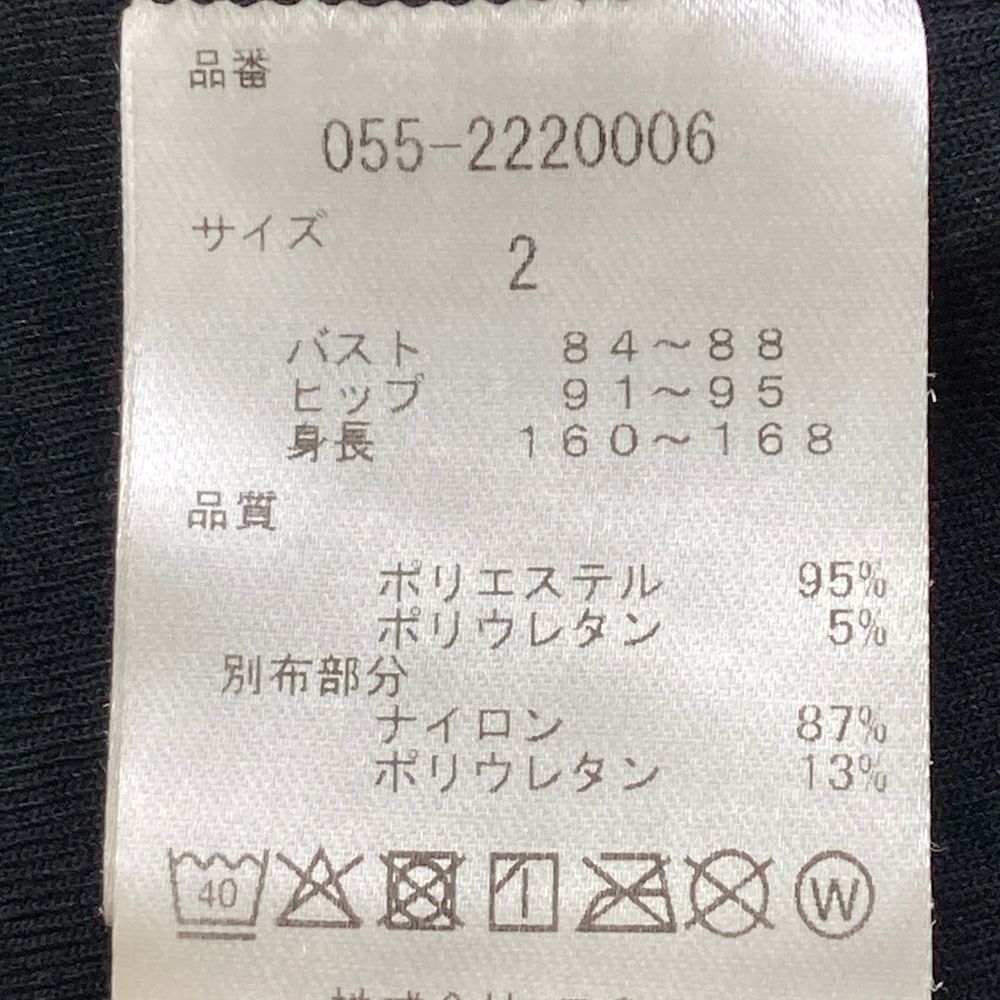 品番
055-2220006
サイズ
2
バスト 84～88
ヒップ 91～95
身長 160～168
品質
ポリエステル 95%
ポリウレタン 5%
別布部分
ナイロン 87%
ポリウレタン 13%
40 W